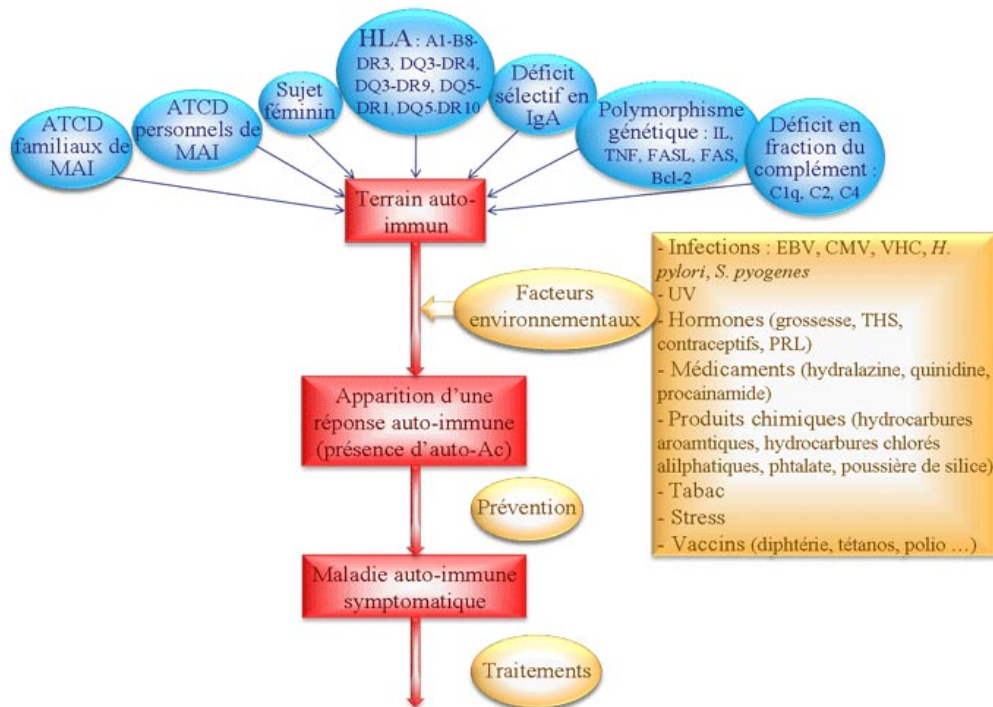 ATCD
familiaux de
MAI
ATCD
personnels de
MAI
Sujet
féminin
HLA : A1-B8-
DR3, DQ3-DR4,
DQ3-DR9, DQ5-
DR1, DQ5-DR10
Déficit
sélectif en
IgA
Polymorphisme
génétique : IL,
TNF, FASL, FAS,
Bcl-2
Déficit en
fraction du
complément :
C1q, C2, C4
Terrain auto-
immun
Facteurs
environnementaux
- Infections : EBV, CMV, VHC, H.
pylori, S. pyogenes
- UV
- Hormones (grossesse, THS,
contraceptifs, PRL)
- Médicaments (hydralazine, quinidine,
procainamide)
- Produits chimiques (hydrocarbures
aroamtiques, hydrocarbures chlorés
alilphatiques, phtalate, poussière de silice)
- Tabac
- Stress
- Vaccins (diphtérie, tétanos, polio …)
Apparition d’une
réponse auto-immune
(présence d’auto-Ac)
Prévention
Maladie auto-immune
symptomatique
Traitements